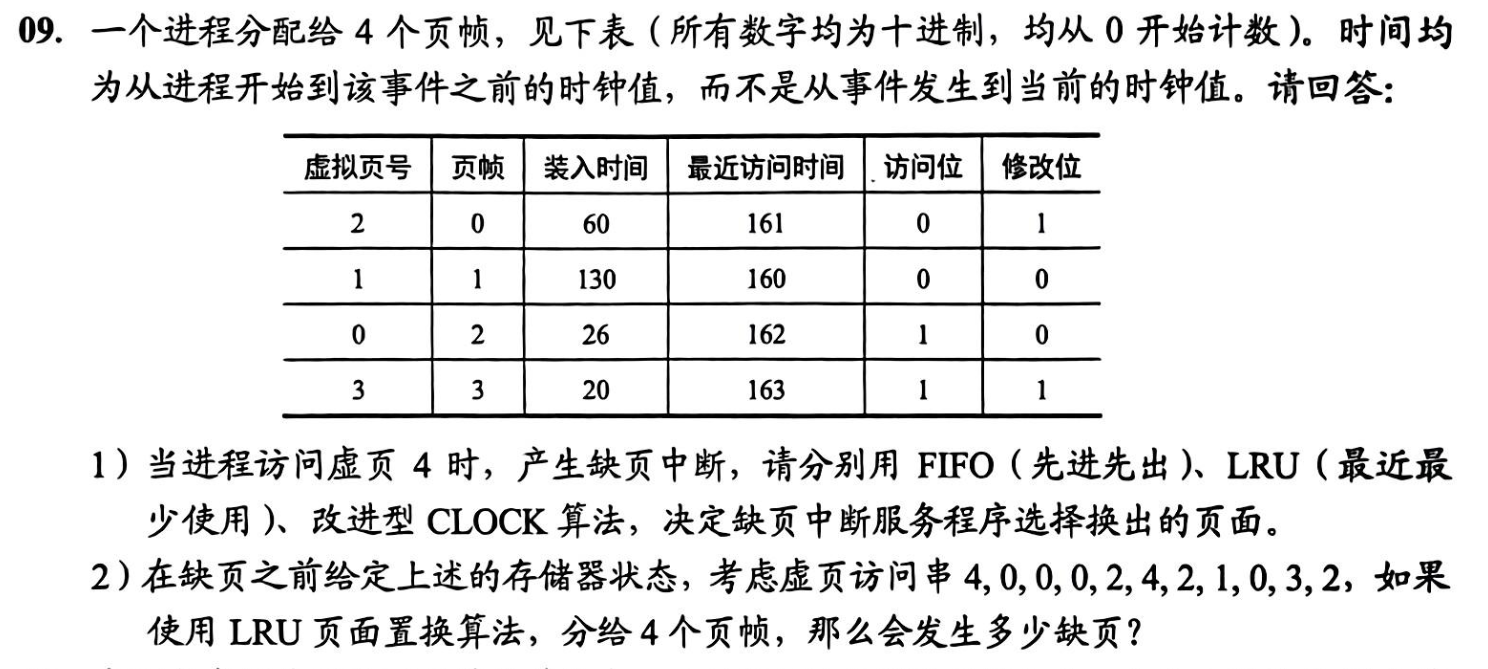 09. 一个进程分配给 4 个页帧，见下表（所有数字均为十进制，均从 0 开始计数）。时间均
为从进程开始到该事件之前的时钟值，而不是从事件发生到当前的时钟值。请回答：
虚拟页号 页帧 装入时间 最近访问时间 访问位 修改位
2 0 60 161 0 1
1 1 130 160 0 0
0 2 26 162 1 0
3 3 20 163 1 1
1）当进程访问虚页 4 时，产生缺页中断，请分别用 FIFO（先进先出）、LRU（最近最
少使用）、改进型 CLOCK 算法，决定缺页中断服务程序选择换出的页面。
2）在缺页之前给定上述的存储器状态，考虑虚页访问串 4, 0, 0, 0, 2, 4, 2, 1, 0, 3, 2，如果
使用 LRU 页面置换算法，分给 4 个页帧，那么会发生多少缺页？